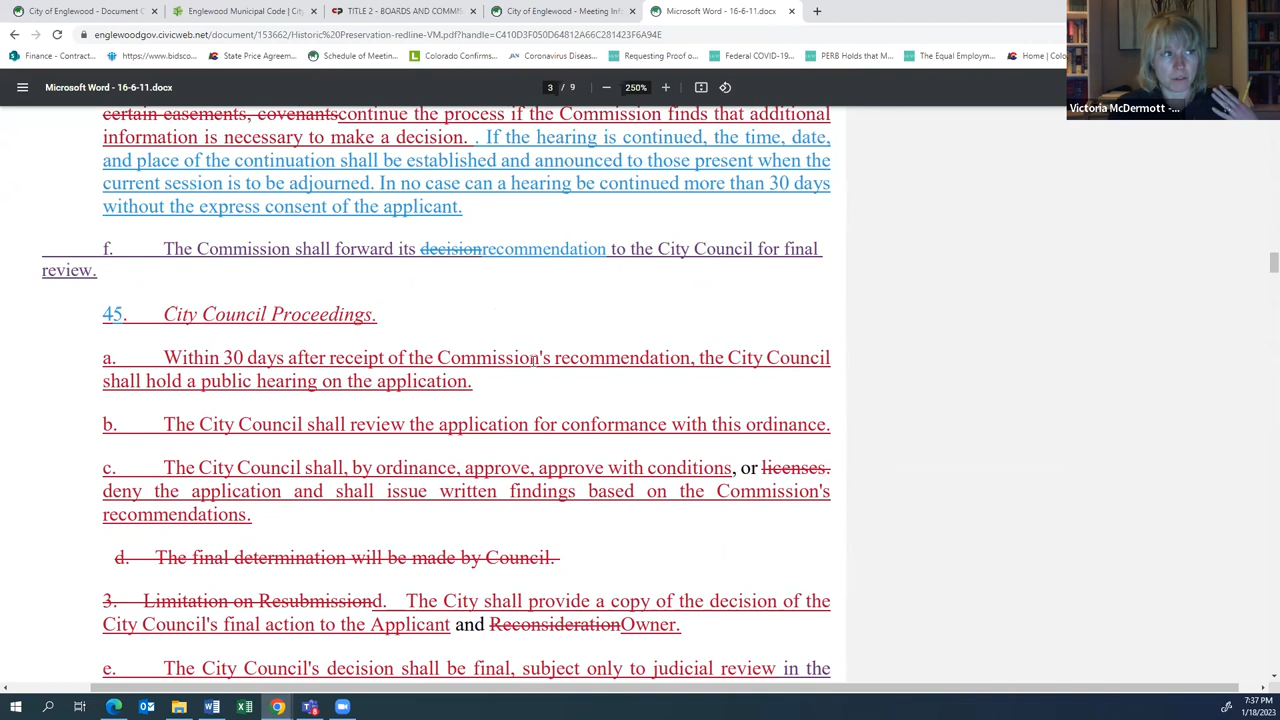 City of Englewood - Document C
Englewood Municipal Code | Cit
TITLE 2 - BOARDS AND COMMIS
City of Englewood - Meeting In
Microsoft Word - 16-6-11.docx
englewoodgov.civicweb.net/document/153662/Historic%20Preservation-redline-VM.pdf?handle=C410D3F050D64812A66C281423F6A94E
Finance - Contract...
https://www.bidsco...
State Price Agreem...
Schedule of Meetin...
Colorado Confirms...
Coronavirus Diseas...
Requesting Proof o...
Federal COVID-19...
PERB Holds that M...
The Equal Employm...
Home | Colo
Microsoft Word - 16-6-11.docx
3 / 9
250%
Victoria McDermott -...
certain easements, covenantscontinue the process if the Commission finds that additional
information is necessary to make a decision. . If the hearing is continued, the time, date,
and place of the continuation shall be established and announced to those present when the
current session is to be adjourned. In no case can a hearing be continued more than 30 days
without the express consent of the applicant.
f. The Commission shall forward its decisionrecommendation to the City Council for final
review.
45. City Council Proceedings.
a. Within 30 days after receipt of the Commission's recommendation, the City Council
shall hold a public hearing on the application.
b. The City Council shall review the application for conformance with this ordinance.
c. The City Council shall, by ordinance, approve, approve with conditions, or licenses.
deny the application and shall issue written findings based on the Commission's
recommendations.
d. The final determination will be made by Council.
3. Limitation on Resubmissiond. The City shall provide a copy of the decision of the
City Council's final action to the Applicant and ReconsiderationOwner.
e. The City Council's decision shall be final, subject only to judicial review in the
7:37 PM
1/18/2023